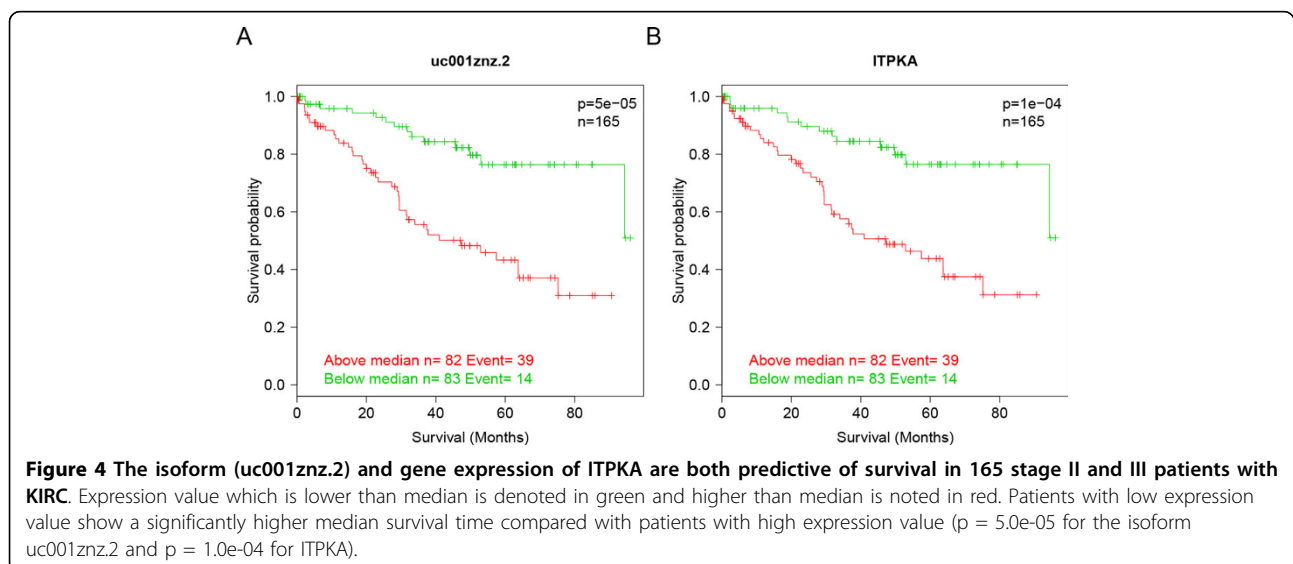 A
uc001znz.2
p=5e-05
n=165
1.0
0.8
0.6
0.4
0.2
0.0
Survival probability
Above median n= 82 Event= 39
Below median n= 83 Event= 14
0 20 40 60 80
Survival (Months)
B
ITPKA
p=1e-04
n=165
1.0
0.8
0.6
0.4
0.2
0.0
Survival probability
Above median n= 82 Event= 39
Below median n= 83 Event= 14
0 20 40 60 80
Survival (Months)
Figure 4 The isoform (uc001znz.2) and gene expression of ITPKA are both predictive of survival in 165 stage II and III patients with
KIRC. Expression value which is lower than median is denoted in green and higher than median is noted in red. Patients with low expression
value show a significantly higher median survival time compared with patients with high expression value (p = 5.0e-05 for the isoform
uc001znz.2 and p = 1.0e-04 for ITPKA).